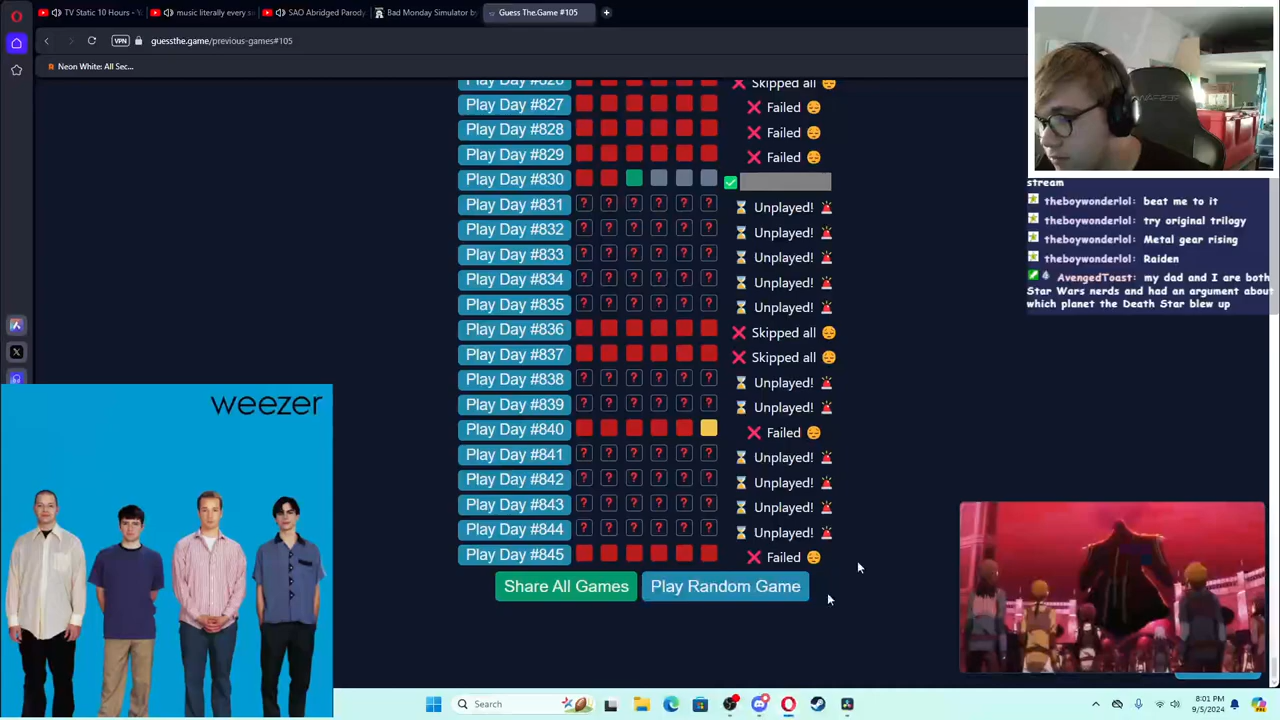 TV Static 10 Hours - Y
music literally every s
SAO Abridged Parody
Bad Monday Simulator by
Guess The.Game #105
VPN
guessthe.game/previous-games#105
Neon White: All Sec...
Skipped all
Play Day #827 Failed
Play Day #828 Failed
Play Day #829 Failed
Play Day #830
Play Day #831 ? ? ? ? ? ? Unplayed!
Play Day #832 ? ? ? ? ? ? Unplayed!
Play Day #833 ? ? ? ? ? ? Unplayed!
Play Day #834 ? ? ? ? ? ? Unplayed!
Play Day #835 ? ? ? ? ? ? Unplayed!
Play Day #836 Skipped all
Play Day #837 Skipped all
Play Day #838 ? ? ? ? ? ? Unplayed!
Play Day #839 ? ? ? ? ? ? Unplayed!
Play Day #840 Failed
Play Day #841 ? ? ? ? ? ? Unplayed!
Play Day #842 ? ? ? ? ? ? Unplayed!
Play Day #843 ? ? ? ? ? ? Unplayed!
Play Day #844 ? ? ? ? ? ? Unplayed!
Play Day #845 Failed
Share All Games
Play Random Game
stream
theboywonderlol: beat me to it
theboywonderlol: try original trilogy
theboywonderlol: Metal gear rising
theboywonderlol: Raiden
AvengedToast: my dad and I are both
Star Wars nerds and had an argument about
which planet the Death Star blew up
weezer
Search
8:01 PM
9/5/2024